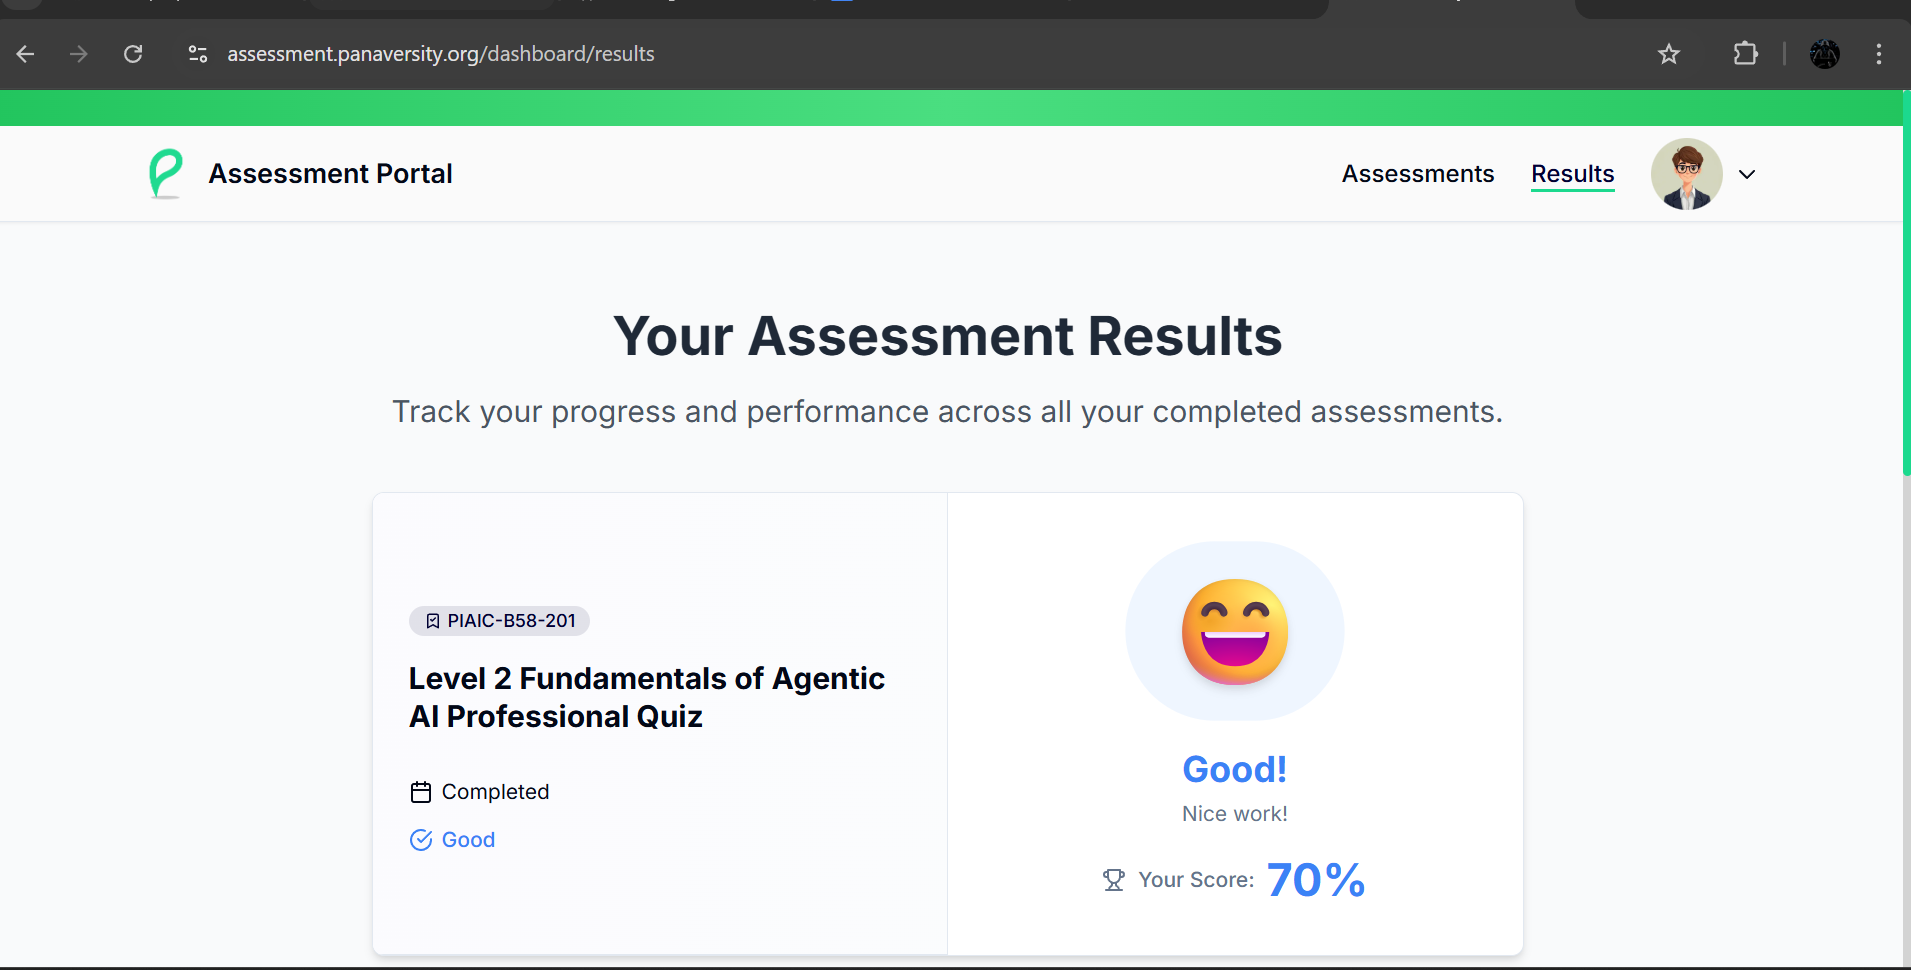 assessment.panaversity.org/dashboard/results
Assessment Portal
Assessments
Results
Your Assessment Results
Track your progress and performance across all your completed assessments.
PIAIC-B58-201
Level 2 Fundamentals of Agentic
AI Professional Quiz
Completed
Good
Good!
Nice work!
Your Score: 70%